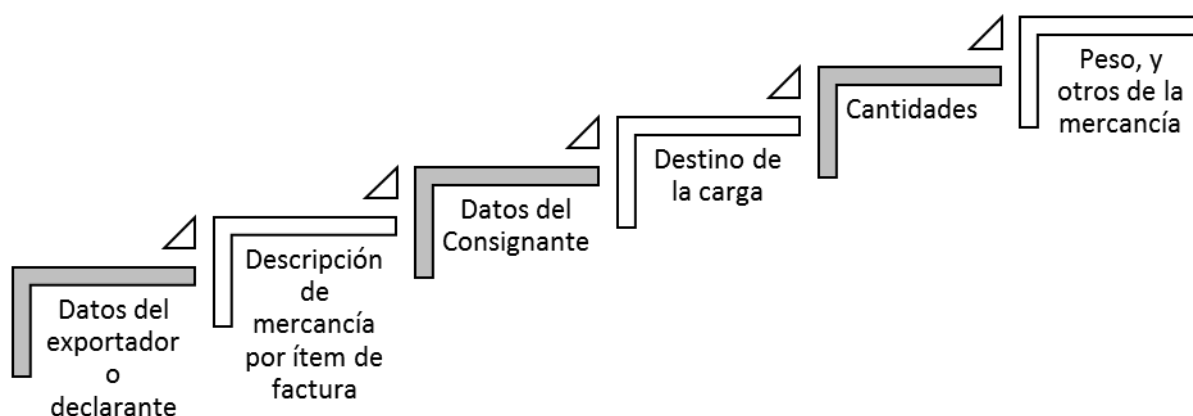 Datos del
exportador
o
declarante
Descripción
de
mercancía
por ítem de
factura
Datos del
Consignante
Destino de
la carga
Cantidades
Peso, y
otros de la
mercancía